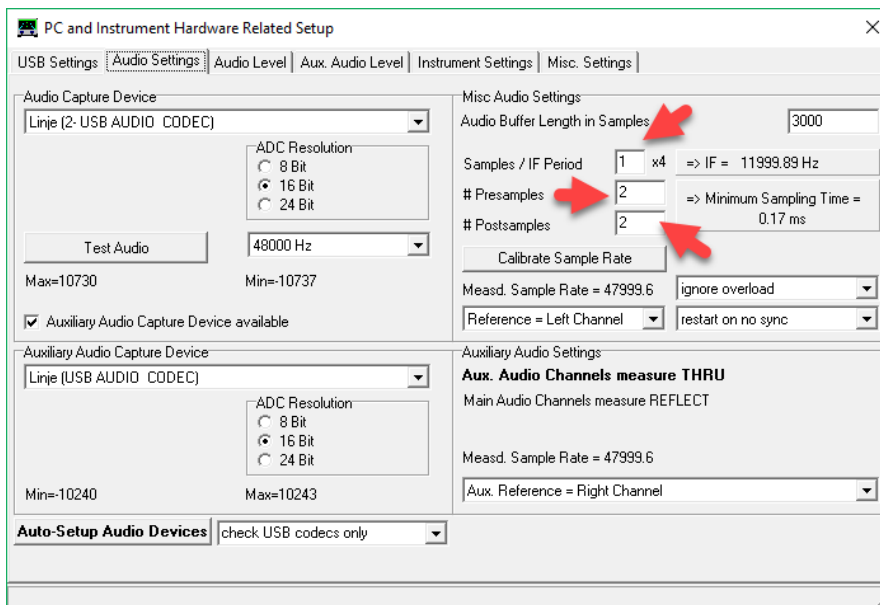 PC and Instrument Hardware Related Setup
USB Settings Audio Settings Audio Level Aux. Audio Level Instrument Settings Misc. Settings
Audio Capture Device
Linje (2- USB AUDIO CODEC)
ADC Resolution
8 Bit
16 Bit
24 Bit
Test Audio
48000 Hz
Max=10730
Min=-10737
Auxiliary Audio Capture Device available
Misc Audio Settings
Audio Buffer Length in Samples 3000
Samples / IF Period 1 x4 => IF = 11999.89 Hz
# Presamples 2
# Postsamples 2
=> Minimum Sampling Time =
0.17 ms
Calibrate Sample Rate
Measd. Sample Rate = 47999.6 ignore overload
Reference = Left Channel restart on no sync
Auxiliary Audio Capture Device
Linje (USB AUDIO CODEC)
ADC Resolution
8 Bit
16 Bit
24 Bit
Min=-10240
Max=10243
Auxiliary Audio Settings
Aux. Audio Channels measure THRU
Main Audio Channels measure REFLECT
Measd. Sample Rate = 47999.6
Aux. Reference = Right Channel
Auto-Setup Audio Devices check USB codecs only